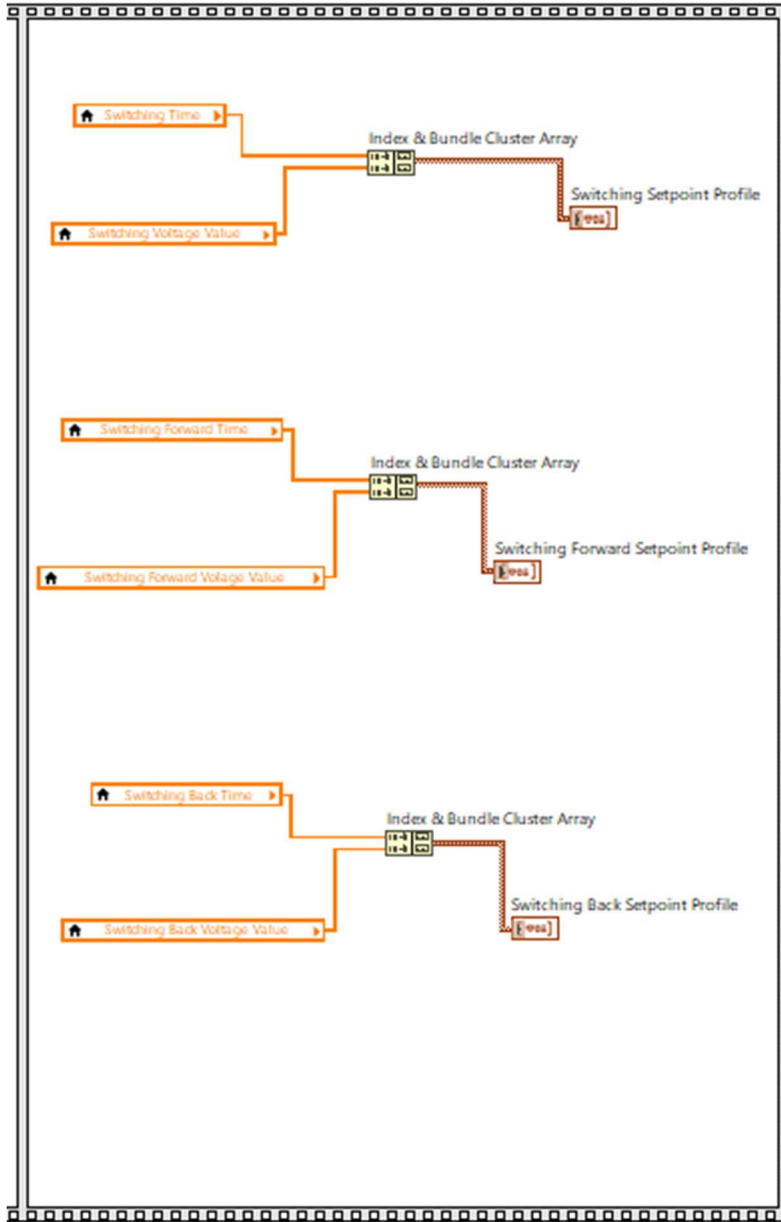 Switching Time
Index & Bundle Cluster Array
Switching Setpoint Profile
Switching Voltage Value
Switching Forward Time
Index & Bundle Cluster Array
Switching Forward Setpoint Profile
Switching Forward Volage Value
Switching Back Time
Index & Bundle Cluster Array
Switching Back Setpoint Profile
Switching Back Voltage Value